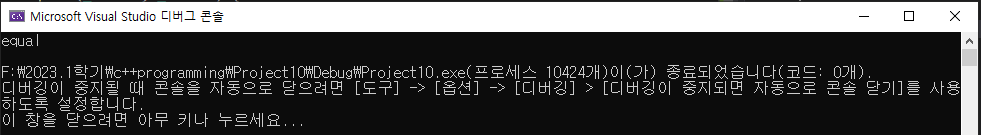 Microsoft Visual Studio 디버그 콘솔
equal
F:₩2023.1학기₩c++programming₩Project10₩Debug₩Project10.exe(프로세스 10424개)이(가) 종료되었습니다(코드: 0개).
디버깅이 중지될 때 콘솔을 자동으로 닫으려면 [도구] -> [옵션] -> [디버깅] > [디버깅이 중지되면 자동으로 콘솔 닫기]를 사용
하도록 설정합니다.
이 창을 닫으려면 아무 키나 누르세요...